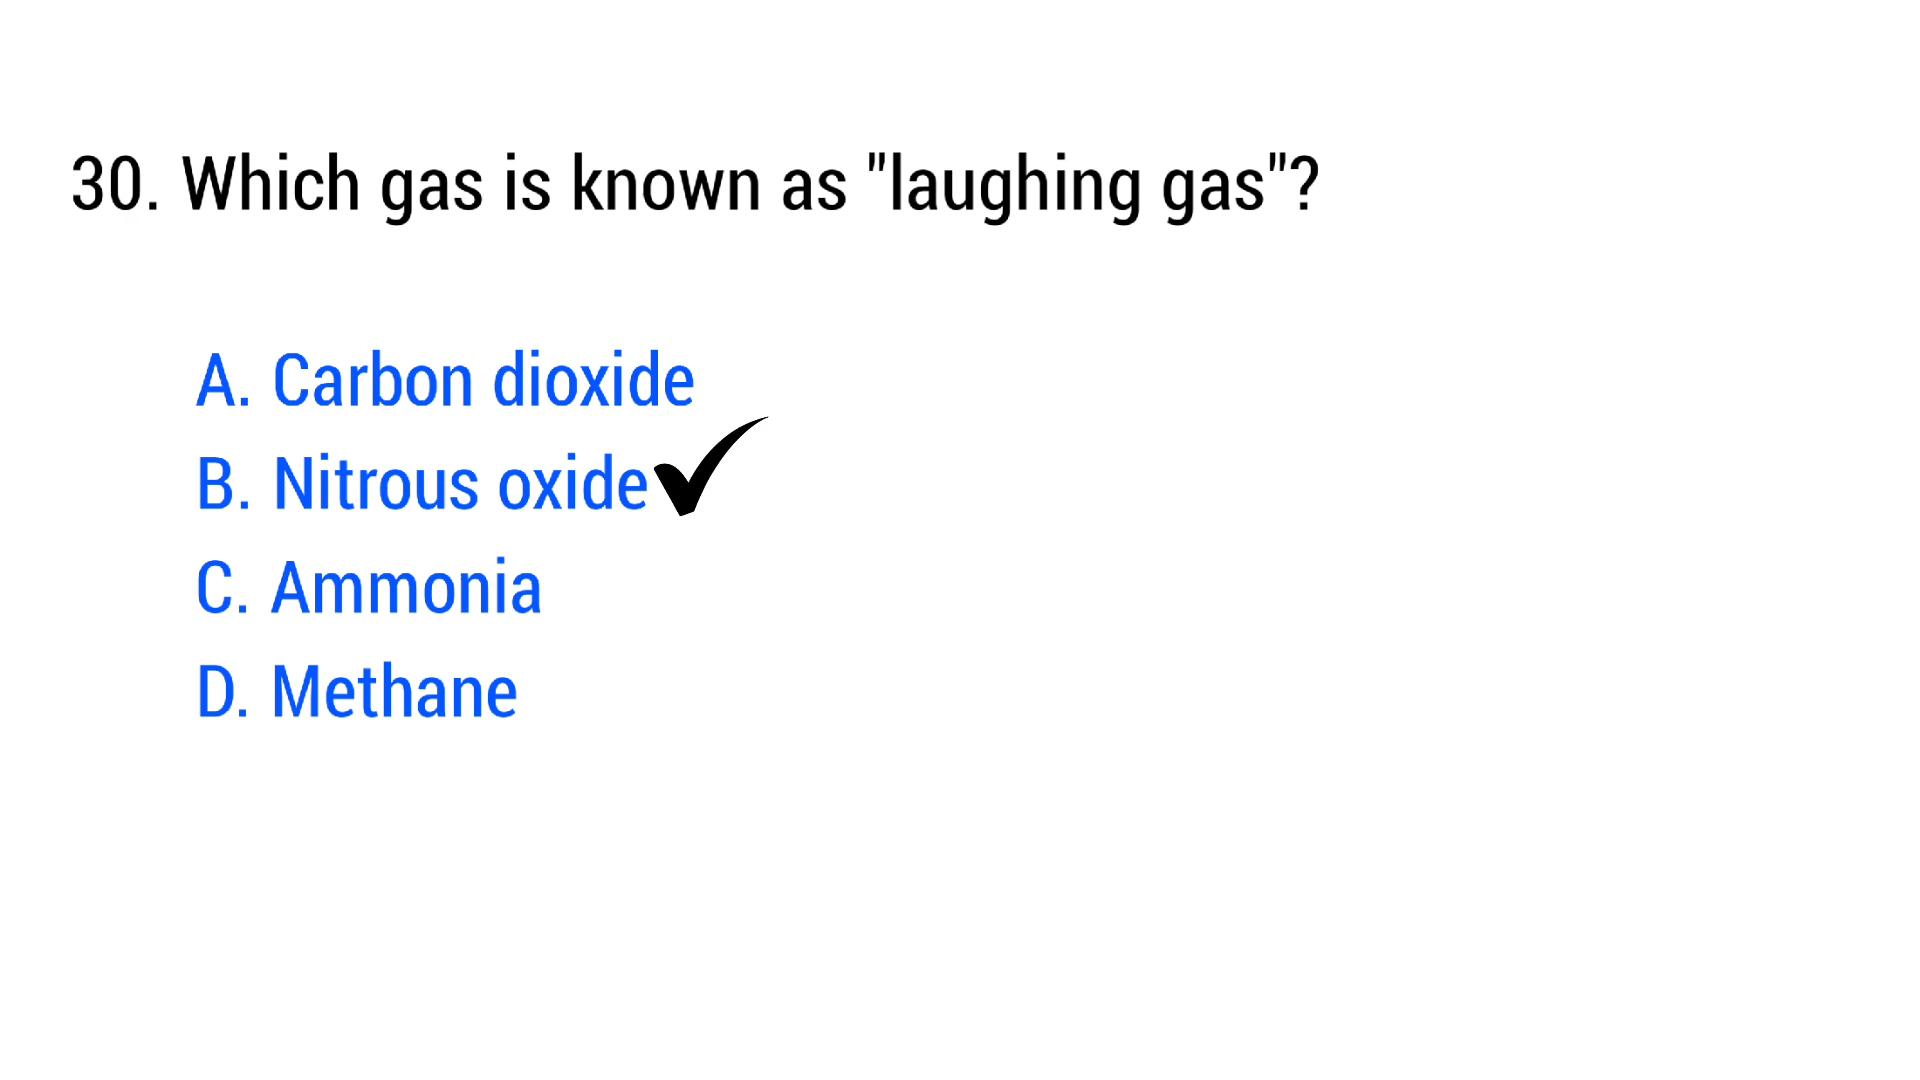 30. Which gas is known as "laughing gas"?
A. Carbon dioxide
B. Nitrous oxide
C. Ammonia
D. Methane